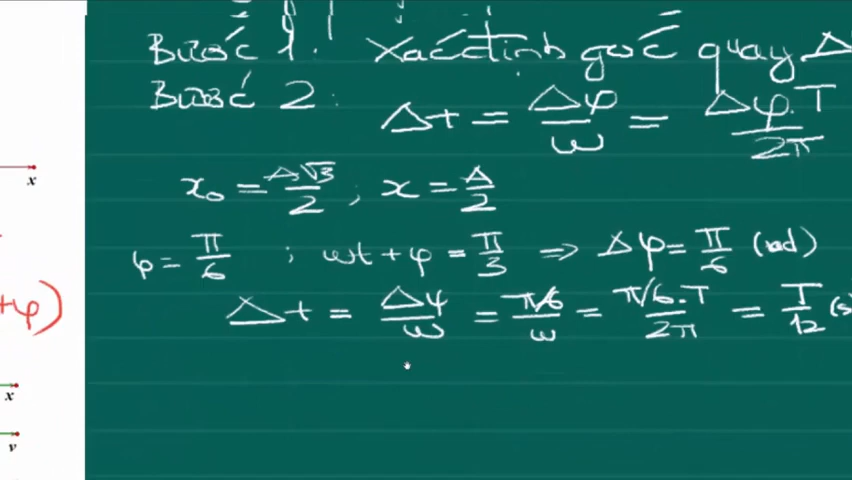 Bước 1: Xác định góc quay Δ
Bước 2:
Δt = Δφ/ω = Δφ.T/2π
x₀ = A√3/2 ; x = A/2
φ = π/6 ; ωt + φ = π/3 => Δφ = π/6 (rad)
Δt = Δφ/ω = π/6/ω = π/6.T/2π = T/12 (s
x
+φ)
x
v